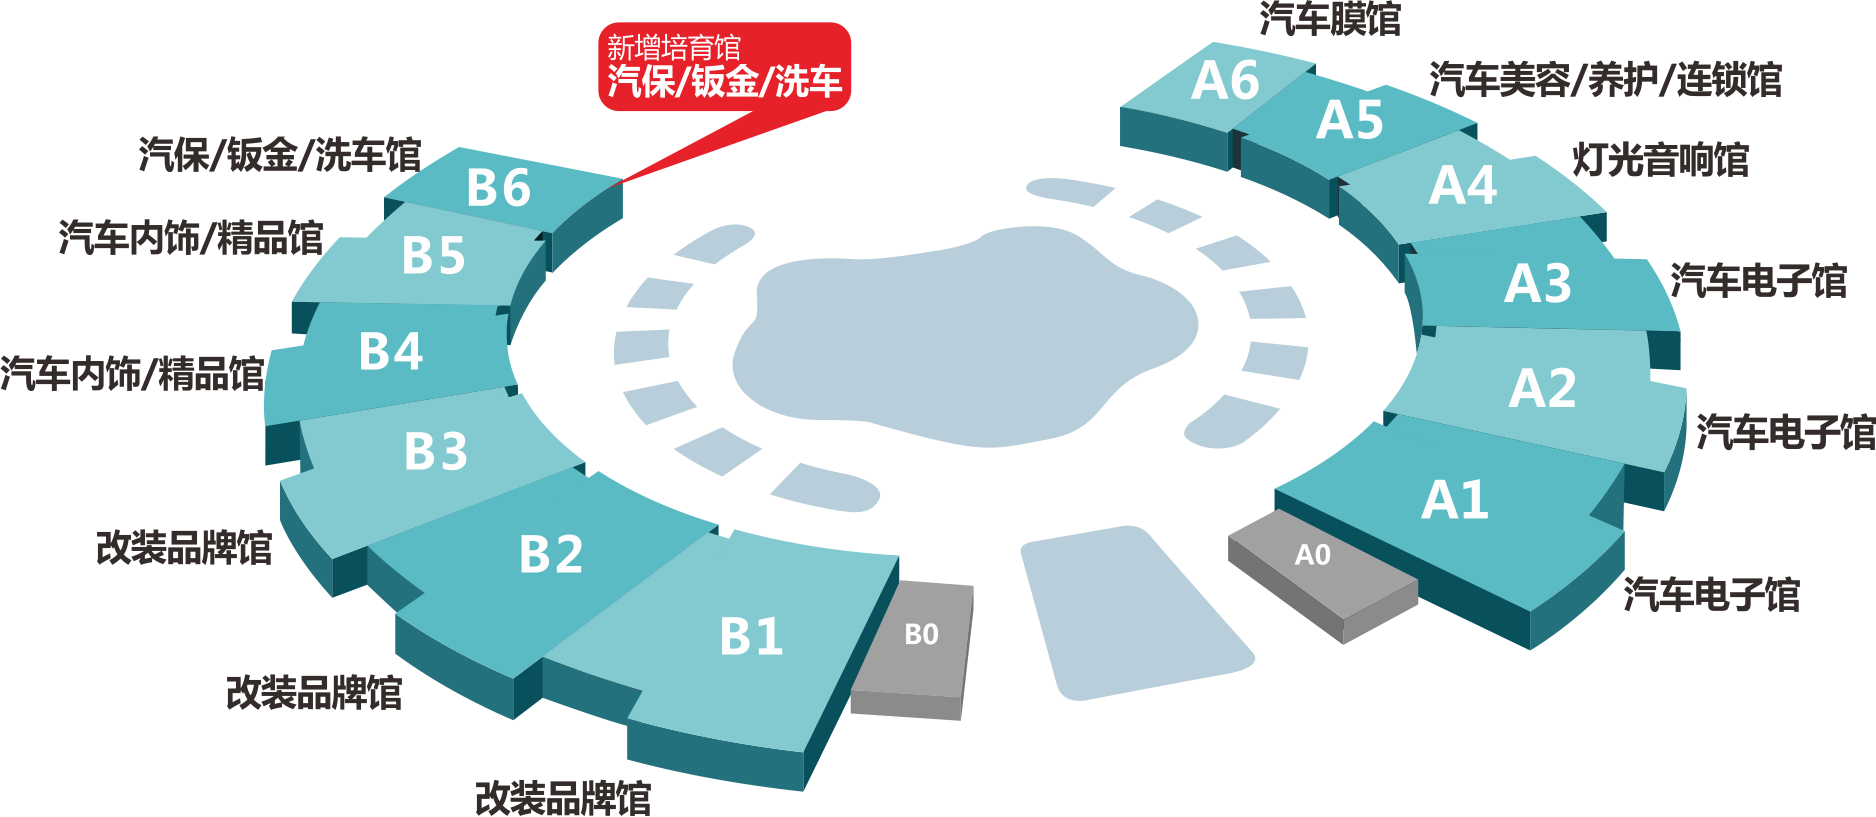 汽车膜馆
新增培育馆
汽保/钣金/洗车
A6
汽车美容/养护/连锁馆
A5
汽保/钣金/洗车馆
灯光音响馆
B6
A4
汽车内饰/精品馆
B5
A3
汽车电子馆
B4
汽车内饰/精品馆
A2
汽车电子馆
B3
A1
改装品牌馆
B2
A0
汽车电子馆
B1
B0
改装品牌馆
改装品牌馆